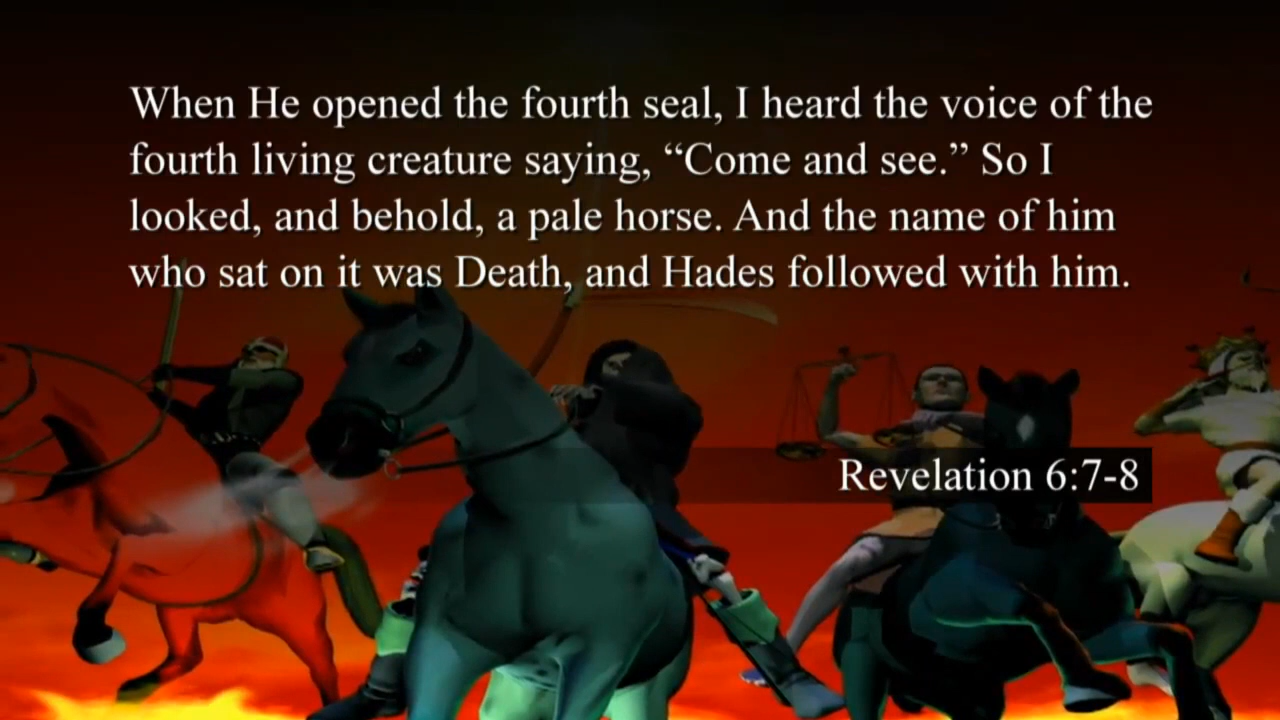 When He opened the fourth seal, I heard the voice of the
fourth living creature saying, “Come and see.” So I
looked, and behold, a pale horse. And the name of him
who sat on it was Death, and Hades followed with him.
Revelation 6:7-8